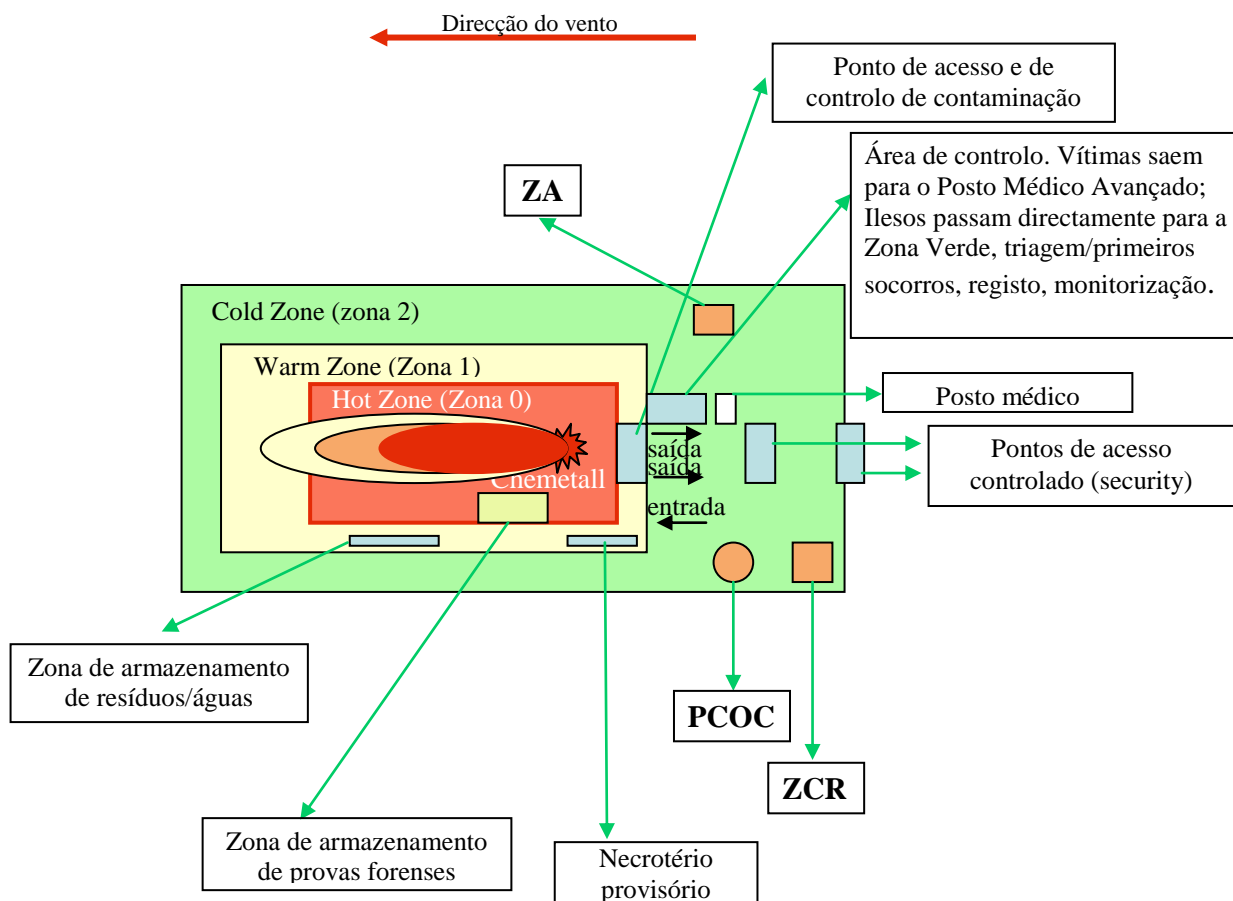 Direcção do vento
Ponto de acesso e de
controlo de contaminação
Área de controlo. Vítimas saem
para o Posto Médico Avançado;
Ilesos passam directamente para a
Zona Verde, triagem/primeiros
socorros, registo, monitorização.
ZA
Cold Zone (zona 2)
Warm Zone (Zona 1)
Hot Zone (Zona 0)
Posto médico
saída
saída
Chemetall
entrada
Pontos de acesso
controlado (security)
Zona de armazenamento
de resíduos/águas
PCOC
ZCR
Zona de armazenamento
de provas forenses
Necrotério
provisório